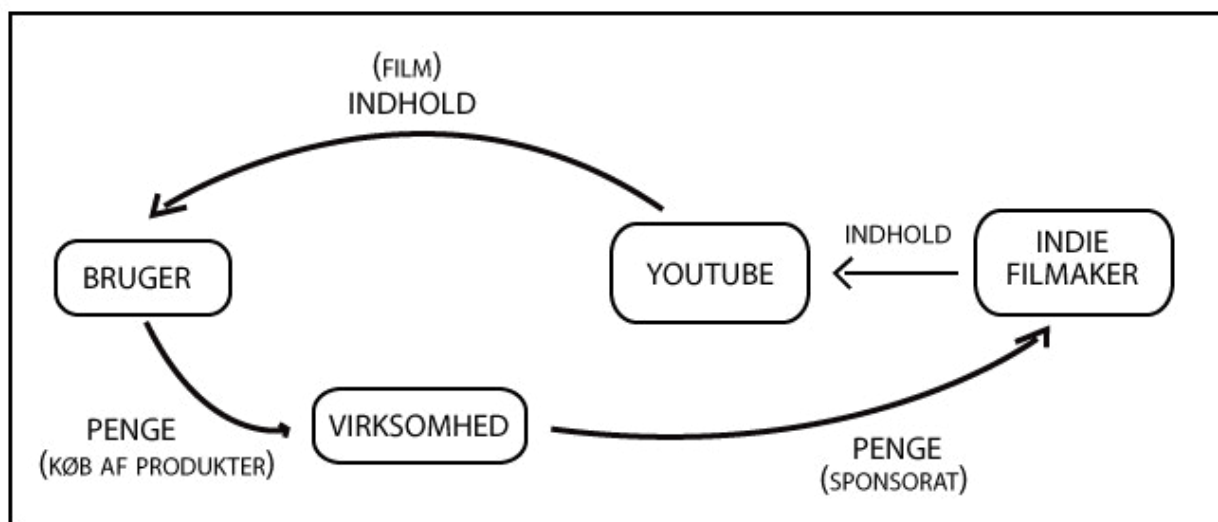 (FILM)
INDHOLD
BRUGER
YOUTUBE
INDHOLD
INDIE
FILMAKER
PENGE
(KØB AF PRODUKTER)
VIRKSOMHED
PENGE
(SPONSORAT)